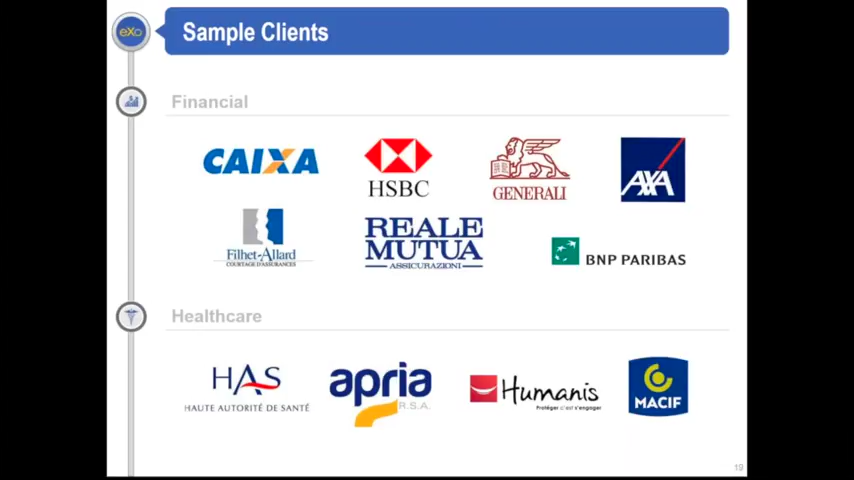 eXo
Sample Clients
Financial
CAIXA
HSBC
GENERALI
AXA
Filhet-Allard
COURTAGE D'ASSURANCES
REALE
MUTUA
ASSICURAZIONI
BNP PARIBAS
Healthcare
HAS
HAUTE AUTORITÉ DE SANTÉ
apria
R.S.A.
Humanis
Protéger c'est s'engager
MACIF
19